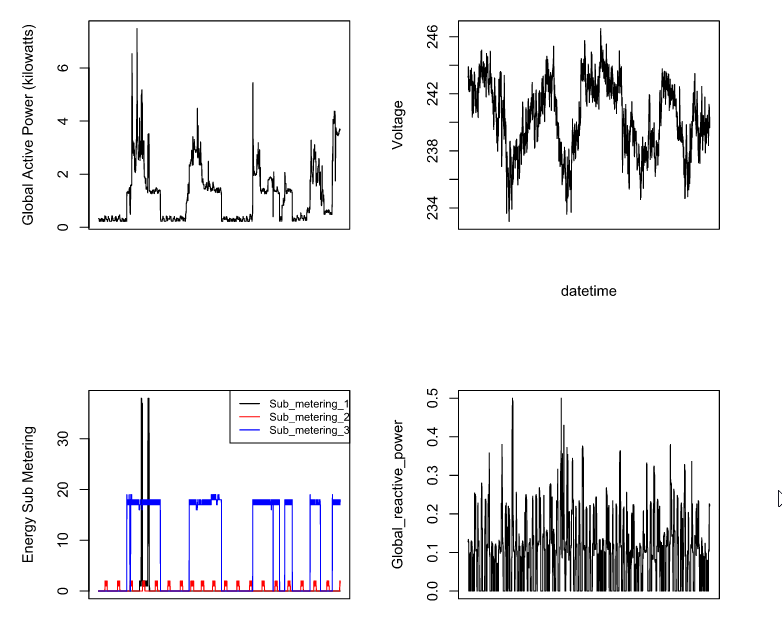 Global Active Power (kilowatts)
0 2 4 6
Voltage
234 238 242 246
datetime
Energy Sub Metering
0 10 20 30
Sub_metering_1
Sub_metering_2
Sub_metering_3
Global_reactive_power
0.0 0.1 0.2 0.3 0.4 0.5